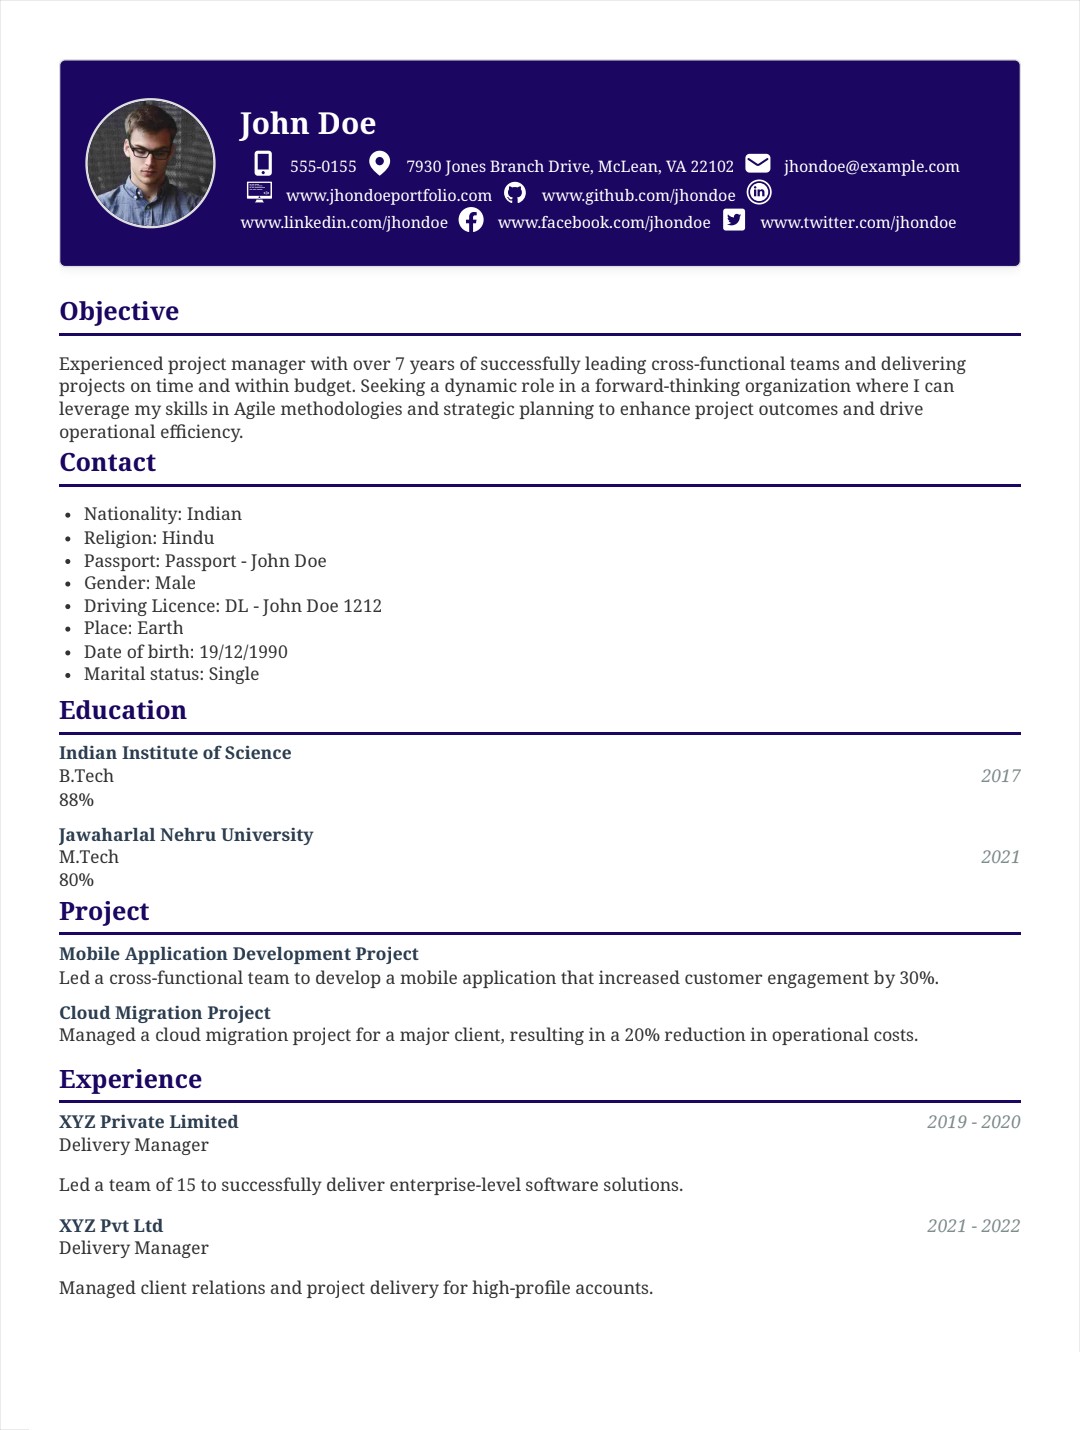 John Doe
555-0155 7930 Jones Branch Drive, McLean, VA 22102 jhondoe@example.com
www.jhondoeportfolio.com www.github.com/jhondoe
www.linkedin.com/jhondoe www.facebook.com/jhondoe www.twitter.com/jhondoe
Objective
Experienced project manager with over 7 years of successfully leading cross-functional teams and delivering
projects on time and within budget. Seeking a dynamic role in a forward-thinking organization where I can
leverage my skills in Agile methodologies and strategic planning to enhance project outcomes and drive
operational efficiency.
Contact
• Nationality: Indian
• Religion: Hindu
• Passport: Passport - John Doe
• Gender: Male
• Driving Licence: DL - John Doe 1212
• Place: Earth
• Date of birth: 19/12/1990
• Marital status: Single
Education
Indian Institute of Science
B.Tech 2017
88%
Jawaharlal Nehru University
M.Tech 2021
80%
Project
Mobile Application Development Project
Led a cross-functional team to develop a mobile application that increased customer engagement by 30%.
Cloud Migration Project
Managed a cloud migration project for a major client, resulting in a 20% reduction in operational costs.
Experience
XYZ Private Limited 2019 - 2020
Delivery Manager
Led a team of 15 to successfully deliver enterprise-level software solutions.
XYZ Pvt Ltd 2021 - 2022
Delivery Manager
Managed client relations and project delivery for high-profile accounts.